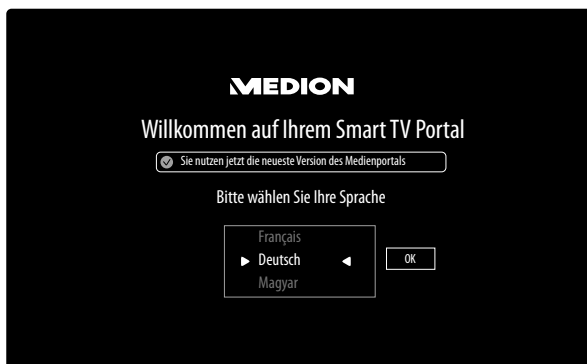 MEDION
Willkommen auf Ihrem Smart TV Portal
Sie nutzen jetzt die neueste Version des Medienportals
Bitte wählen Sie Ihre Sprache
Français
Deutsch
OK
Magyar